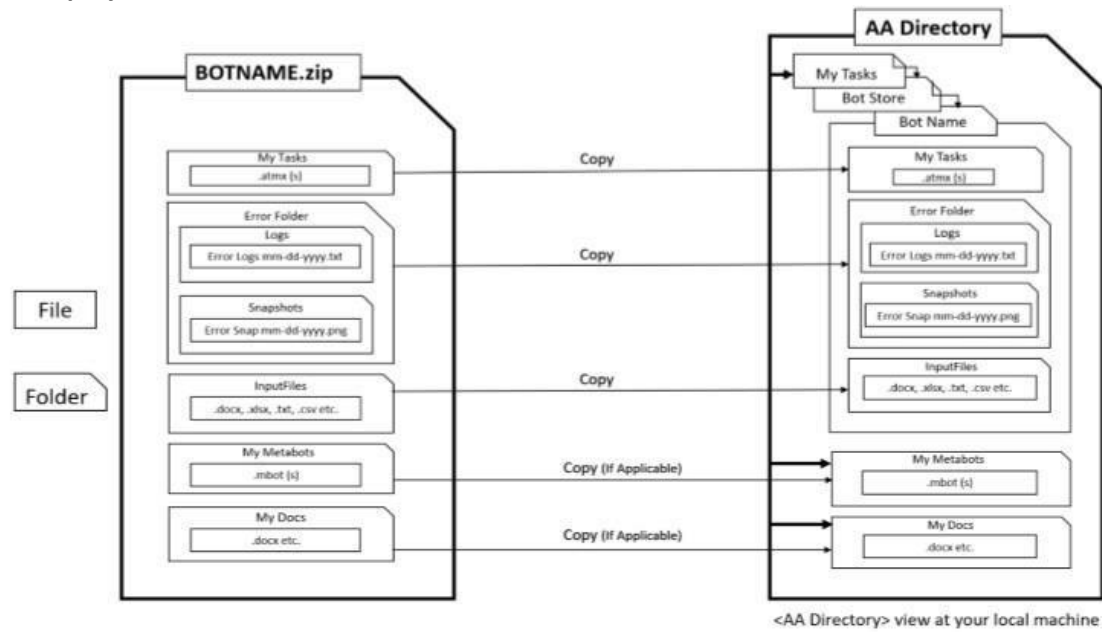 AA Directory
BOTNAME.zip
My Tasks
Bot Store
Bot Name
My Tasks
.atmx (s)
Copy
My Tasks
.atmx (s)
Error Folder
Logs
Error Logs mm-dd-yyyy.txt
Snapshots
Error Snap mm-dd-yyyy.png
Copy
Error Folder
Logs
Error Logs mm-dd-yyyy.txt
Snapshots
Error Snap mm-dd-yyyy.png
File
Folder
InputFiles
.docx, .xlsx, .txt, .csv etc.
Copy
InputFiles
.docx, .xlsx, .txt, .csv etc.
My Metabots
.mbot (s)
Copy (If Applicable)
My Metabots
.mbot (s)
My Docs
.docx etc.
Copy (If Applicable)
My Docs
.docx etc.
<AA Directory> view at your local machine